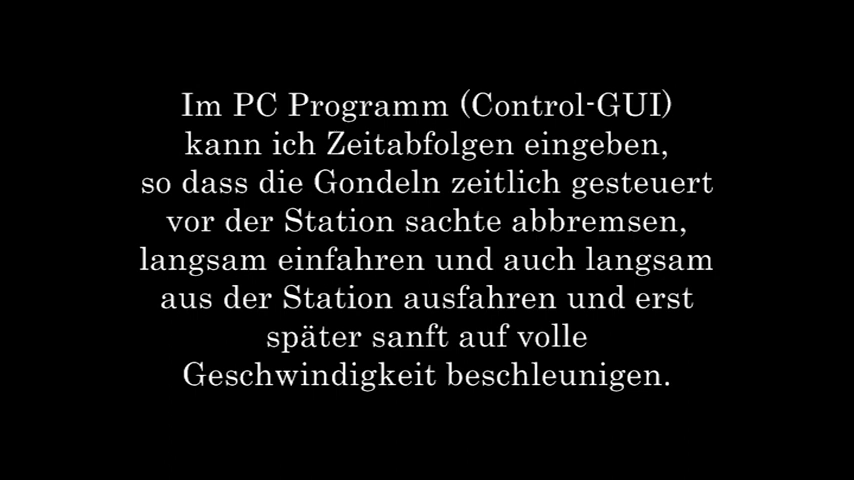 Im PC Programm (Control-GUI)
kann ich Zeitabfolgen eingeben,
so dass die Gondeln zeitlich gesteuert
vor der Station sachte abbremsen,
langsam einfahren und auch langsam
aus der Station ausfahren und erst
später sanft auf volle
Geschwindigkeit beschleunigen.